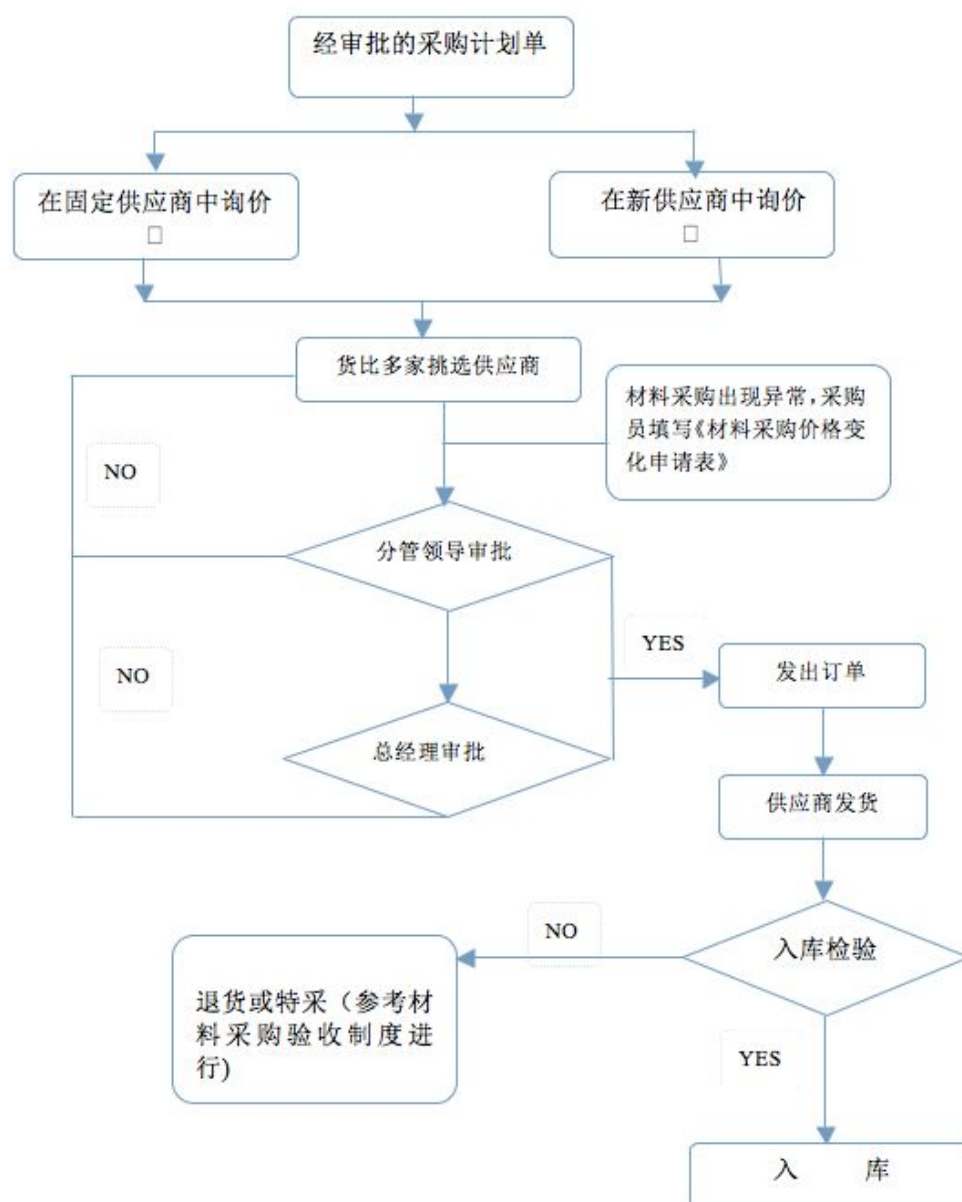 经审批的采购计划单
在固定供应商中询价
□
在新供应商中询价
□
货比多家挑选供应商
材料采购出现异常，采购
员填写《材料采购价格变
化申请表》
NO
分管领导审批
YES
NO
发出订单
总经理审批
供应商发货
NO
入库检验
退货或特采（参考材
料采购验收制度进
行)
YES
入 库